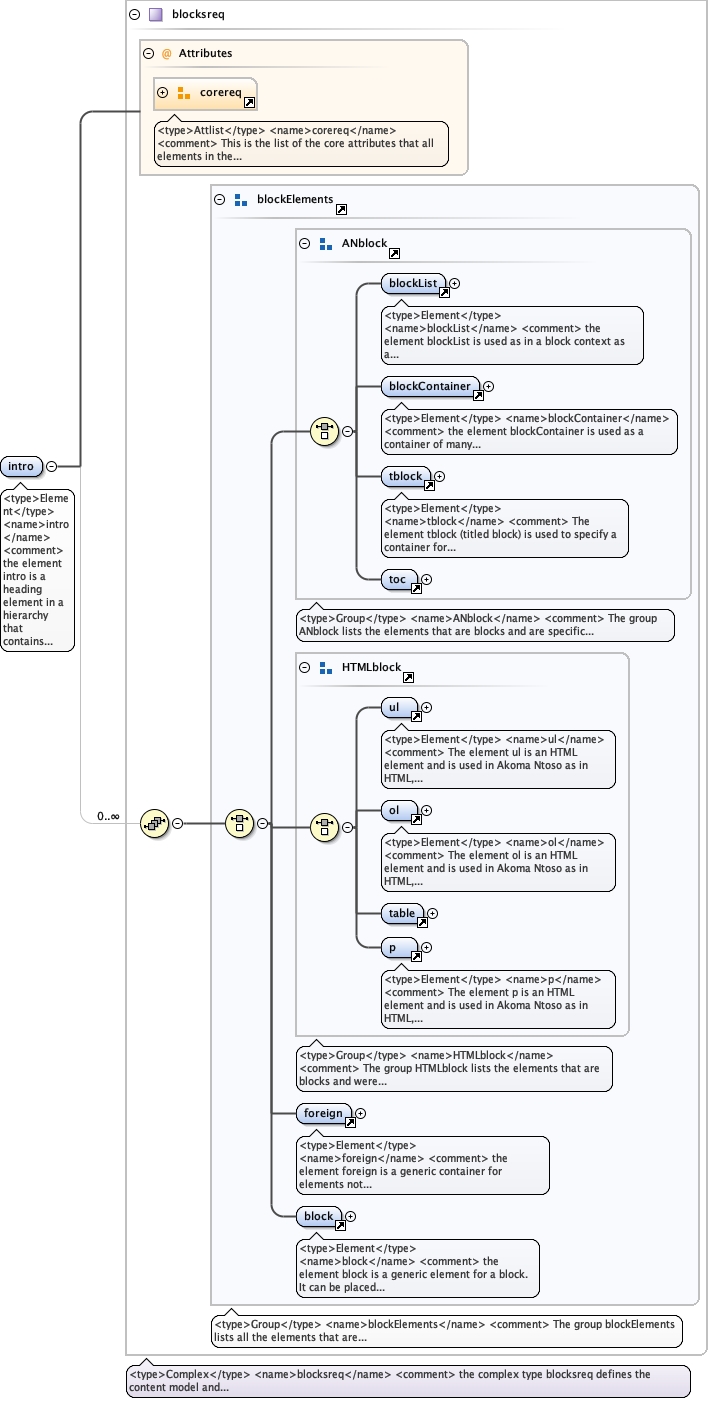 blocksreq
@ Attributes
corereq
<type>Attlist</type> <name>corereq</name>
<comment> This is the list of the core attributes that all
elements in the...
blockElements
ANblock
blockList
<type>Element</type>
<name>blockList</name> <comment> the
element blockList is used as in a block context as
a...
blockContainer
<type>Element</type> <name>blockContainer</name>
<comment> the element blockContainer is used as a
container of many...
tblock
<type>Element</type>
<name>tblock</name> <comment> The
element tblock (titled block) is used to specify a
container for...
toc
<type>Group</type> <name>ANblock</name> <comment> The group
ANblock lists the elements that are blocks and are specific...
intro
<type>Eleme
nt</type>
<name>intro
</name>
<comment>
the element
intro is a
heading
element in a
hierarchy
that
contains...
HTMLblock
ul
<type>Element</type> <name>ul</name>
<comment> The element ul is an HTML
element and is used in Akoma Ntoso as in
HTML,...
0..∞
ol
<type>Element</type> <name>ol</name>
<comment> The element ol is an HTML
element and is used in Akoma Ntoso as in
HTML,...
table
p
<type>Element</type> <name>p</name>
<comment> The element p is an HTML
element and is used in Akoma Ntoso as in
HTML,...
<type>Group</type> <name>HTMLblock</name>
<comment> The group HTMLblock lists the elements that are
blocks and were...
foreign
<type>Element</type>
<name>foreign</name> <comment> the
element foreign is a generic container for
elements not...
block
<type>Element</type>
<name>block</name> <comment> the
element block is a generic element for a block.
It can be placed...
<type>Group</type> <name>blockElements</name> <comment> The group blockElements
lists all the elements that are...
<type>Complex</type> <name>blocksreq</name> <comment> the complex type blocksreq defines the
content model and...